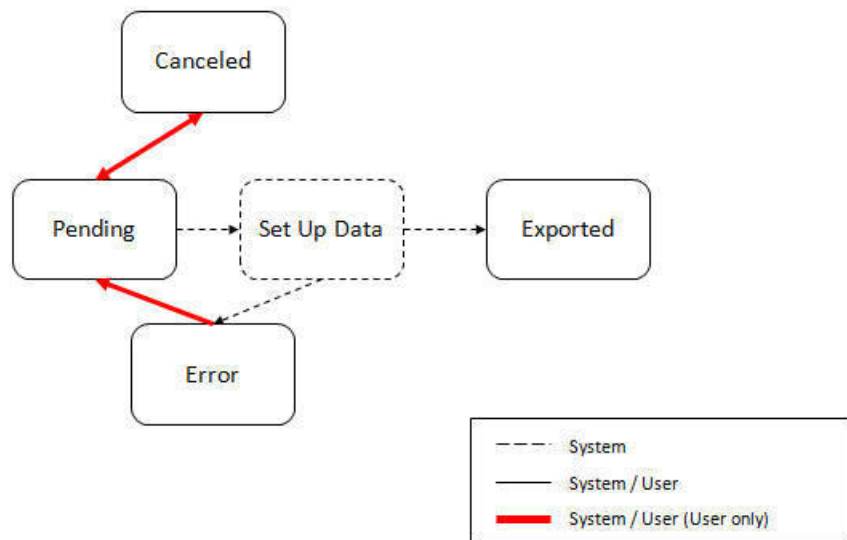 Canceled
Pending
Set Up Data
Exported
Error
System
System / User
System / User (User only)